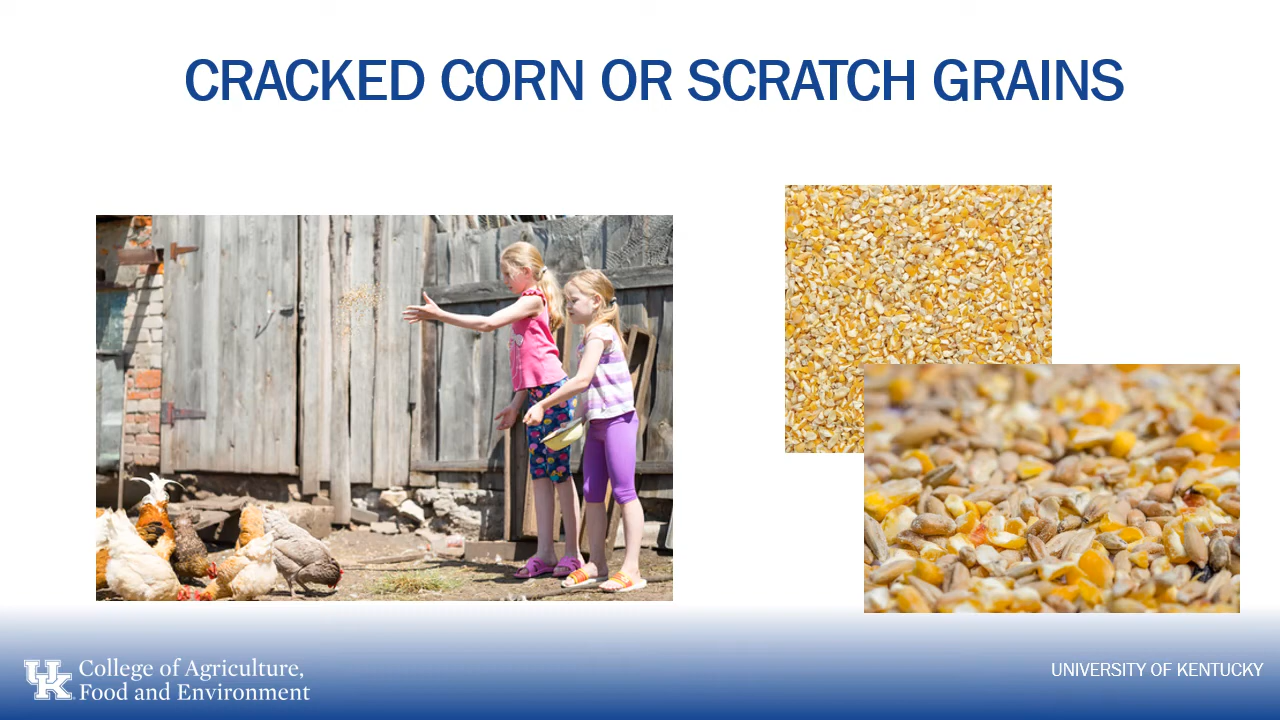 CRACKED CORN OR SCRATCH GRAINS
UK College of Agriculture,
Food and Environment
UNIVERSITY OF KENTUCKY